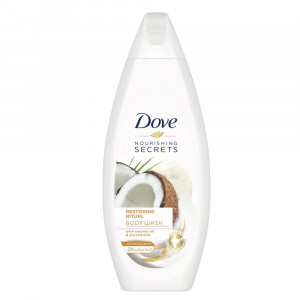 Dove
NOURISHING
SECRETS
RESTORING
RITUAL
BODY WASH
with coconut oil
& almond milk